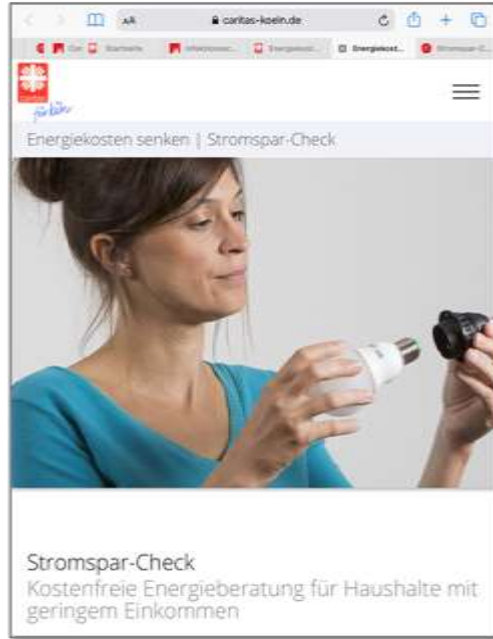 AA
caritas-koeln.de
Startseite
Energiekost...
Stromspar-C...
für Köln
Energiekosten senken | Stromspar-Check
Stromspar-Check
Kostenfreie Energieberatung für Haushalte mit
geringem Einkommen